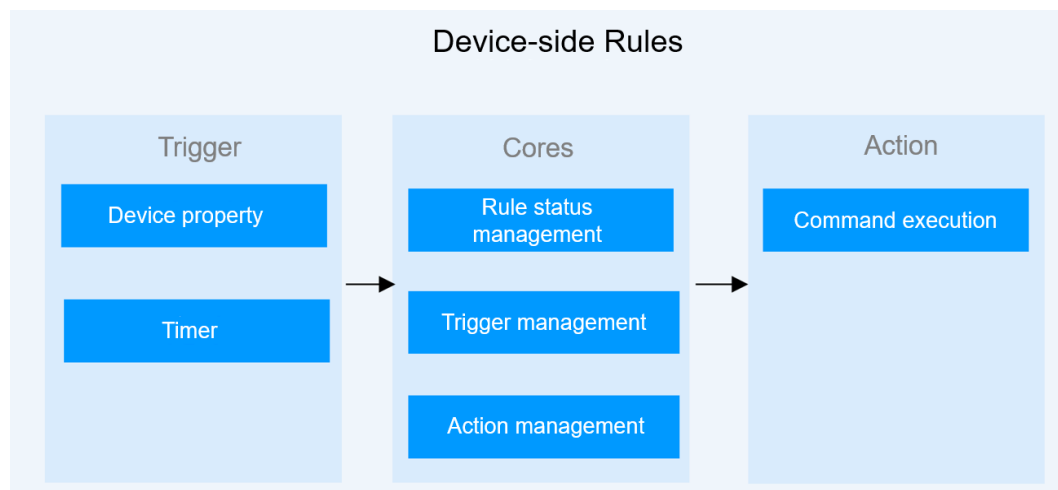 Device-side Rules
Trigger
Device property
Timer
Cores
Rule status
management
Trigger management
Action management
Action
Command execution